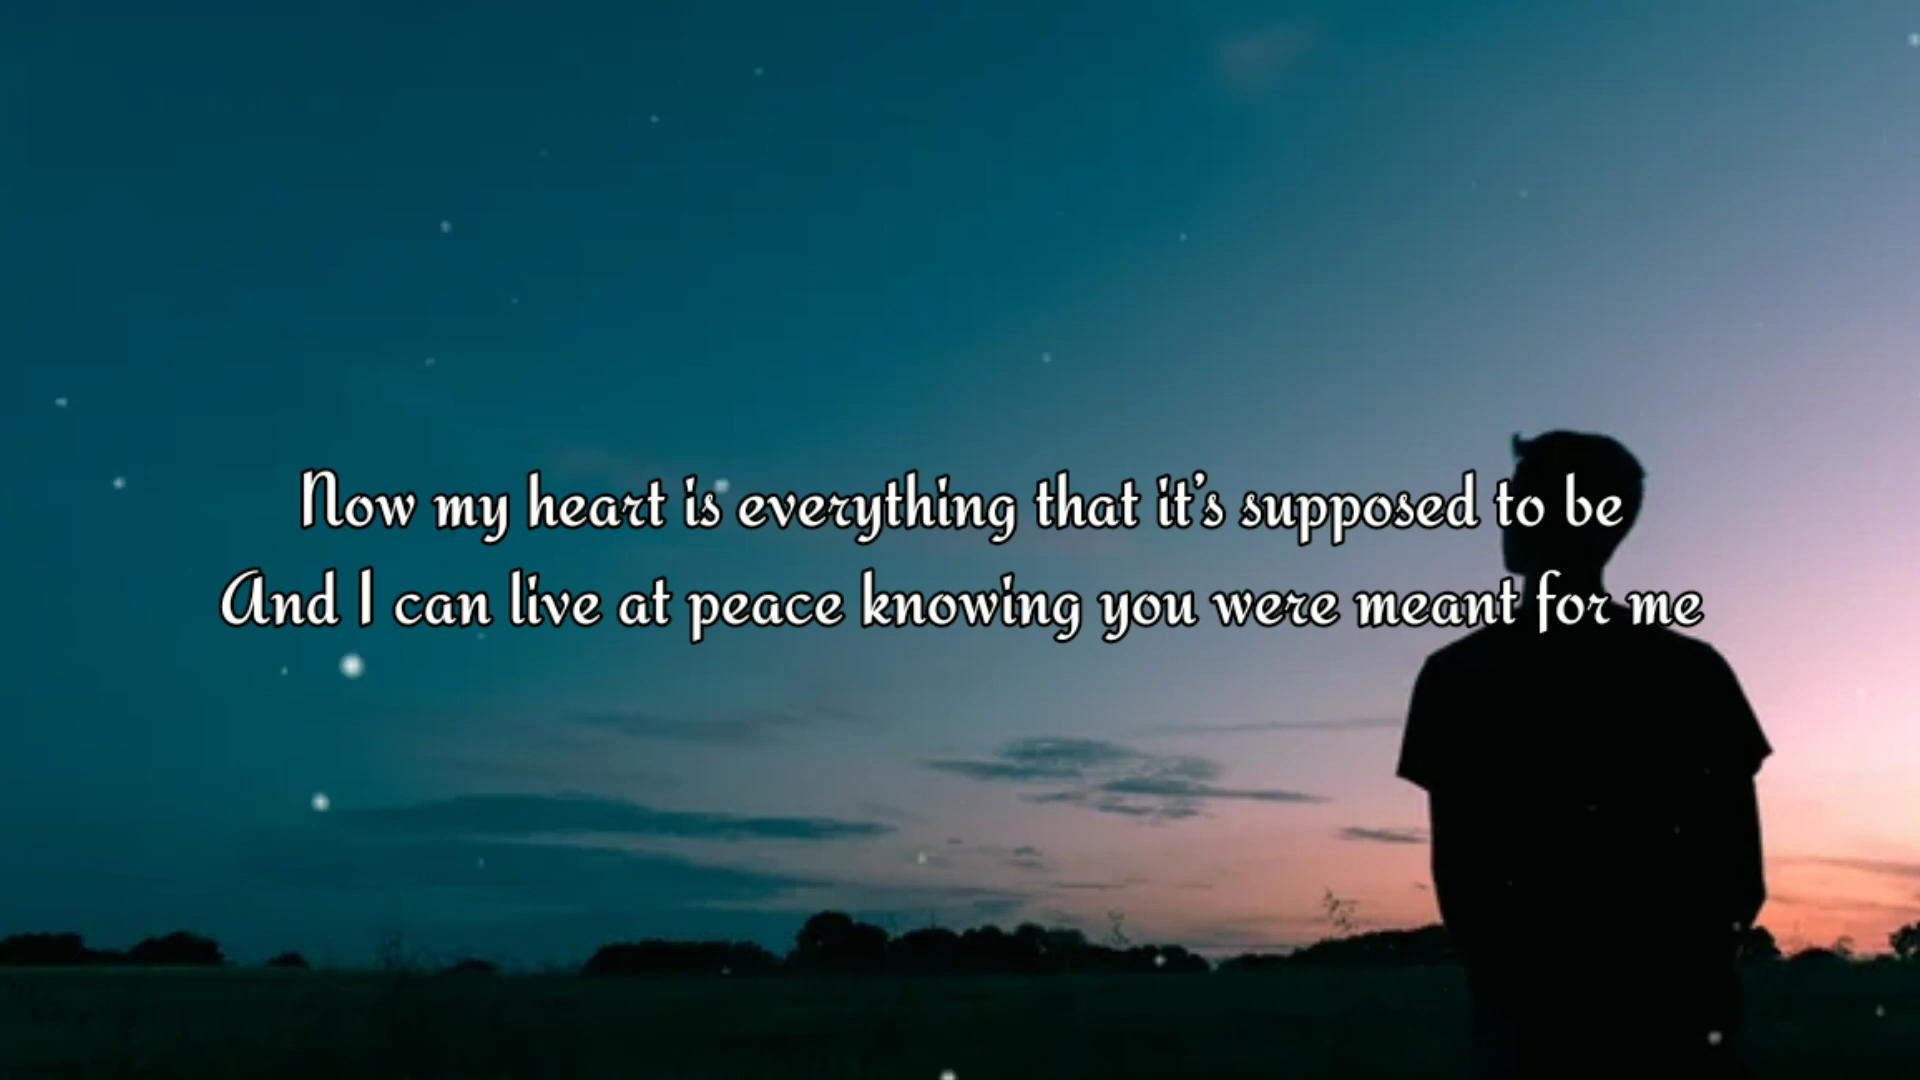 Now my heart is everything that it's supposed to be
And I can live at peace knowing you were meant for me